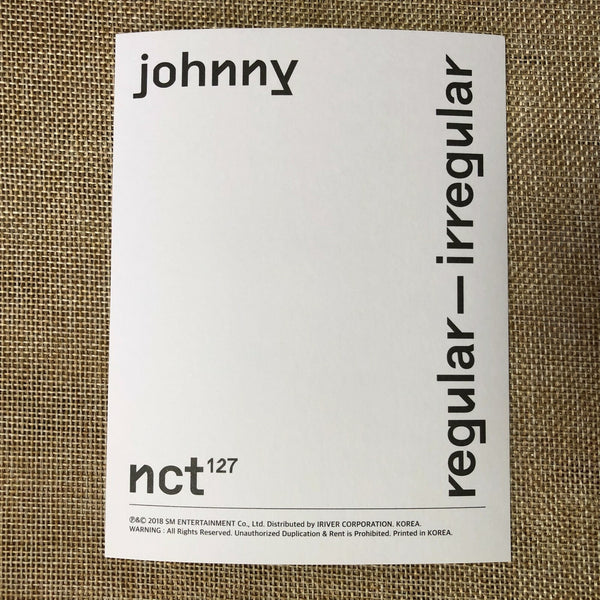 johnny
regular—irregular
nct127
℗&© 2018 SM ENTERTAINMENT Co., Ltd. Distributed by IRIVER CORPORATION. KOREA.
WARNING : All Rights Reserved. Unauthorized Duplication & Rent is Prohibited. Printed in KOREA.